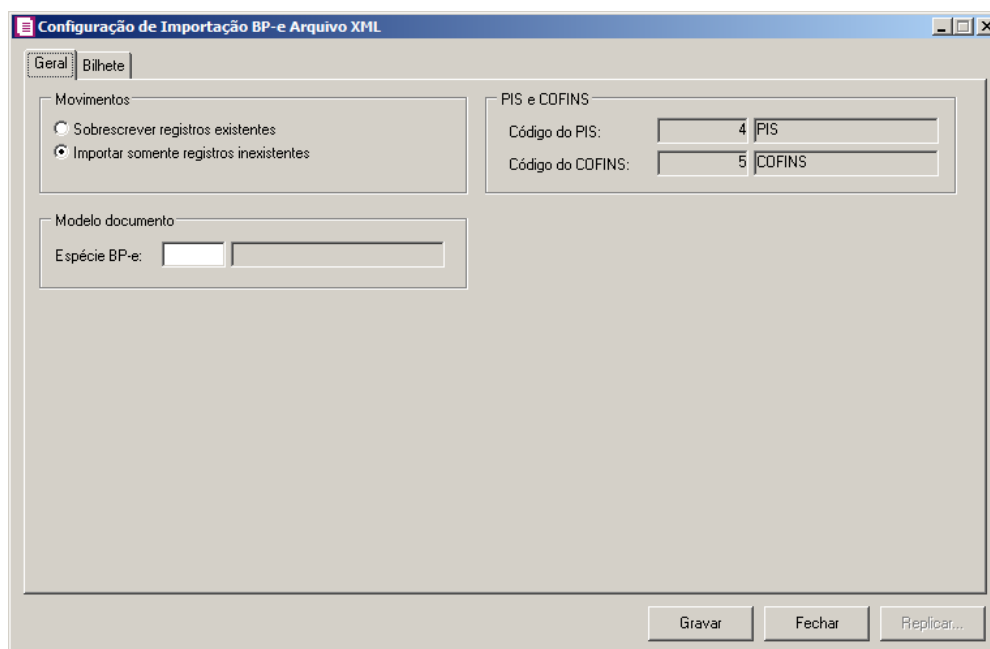 Configuração de Importação BP-e Arquivo XML
Geral
Bilhete
Movimentos
Sobrescrever registros existentes
Importar somente registros inexistentes
PIS e COFINS
Código do PIS: 4 PIS
Código do COFINS: 5 COFINS
Modelo documento
Espécie BP-e:
Gravar
Fechar
Replicar...